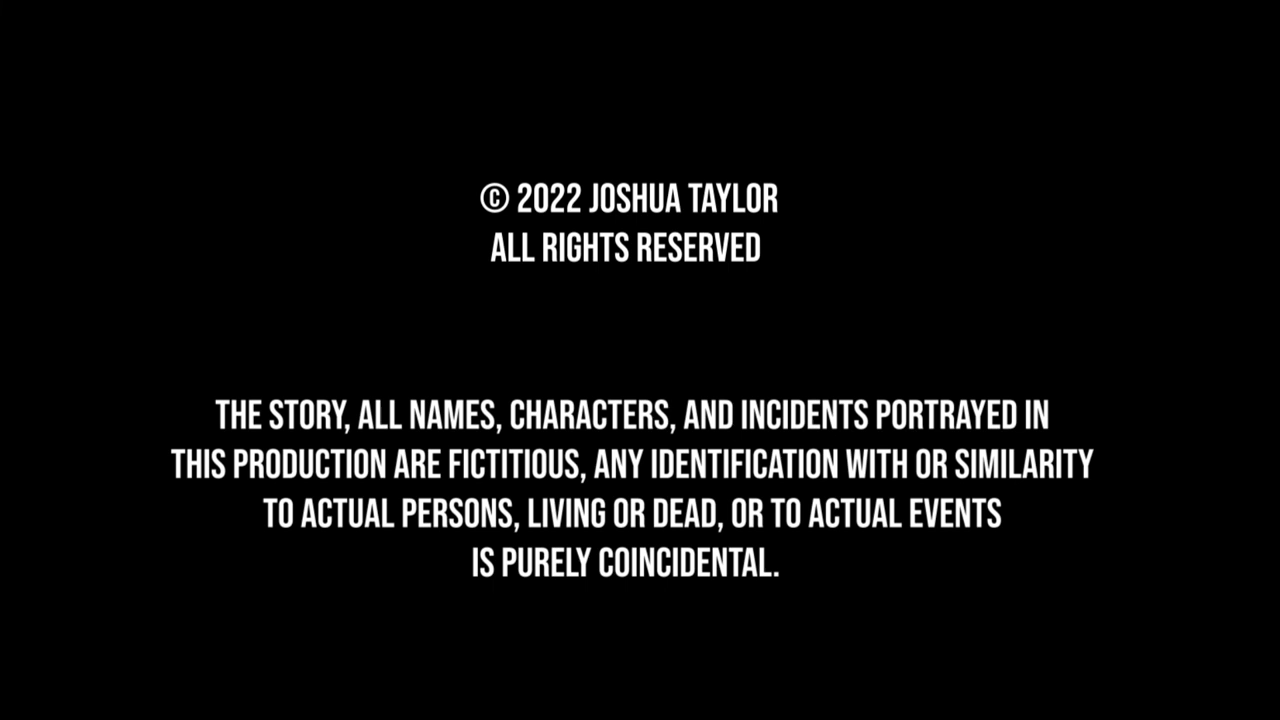 © 2022 JOSHUA TAYLOR
ALL RIGHTS RESERVED
THE STORY, ALL NAMES, CHARACTERS, AND INCIDENTS PORTRAYED IN
THIS PRODUCTION ARE FICTITIOUS, ANY IDENTIFICATION WITH OR SIMILARITY
TO ACTUAL PERSONS, LIVING OR DEAD, OR TO ACTUAL EVENTS
IS PURELY COINCIDENTAL.